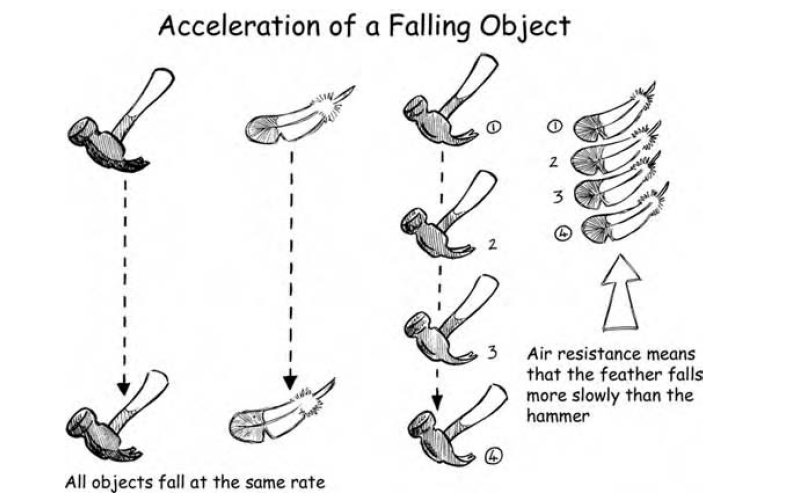 Acceleration of a Falling Object
①
2
3
④
①
2
3
④
Air resistance means
that the feather falls
more slowly than the
hammer
All objects fall at the same rate